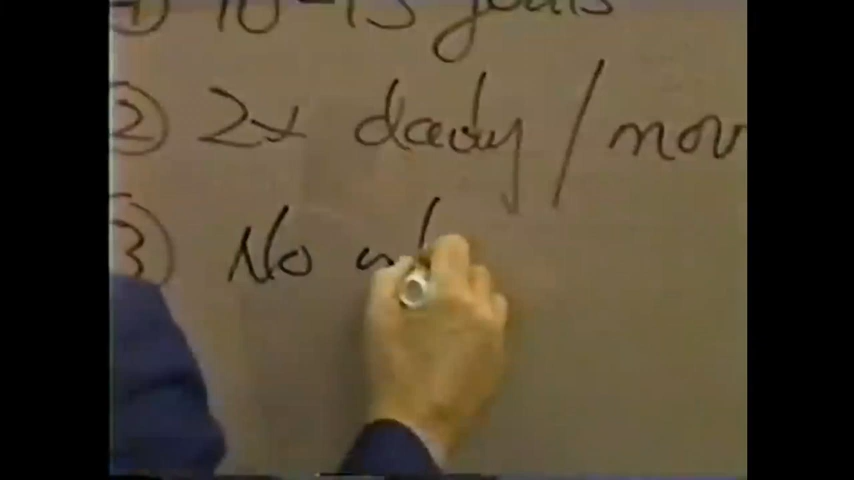 ① 10-15 goals
② 2x daily / mor
③ No